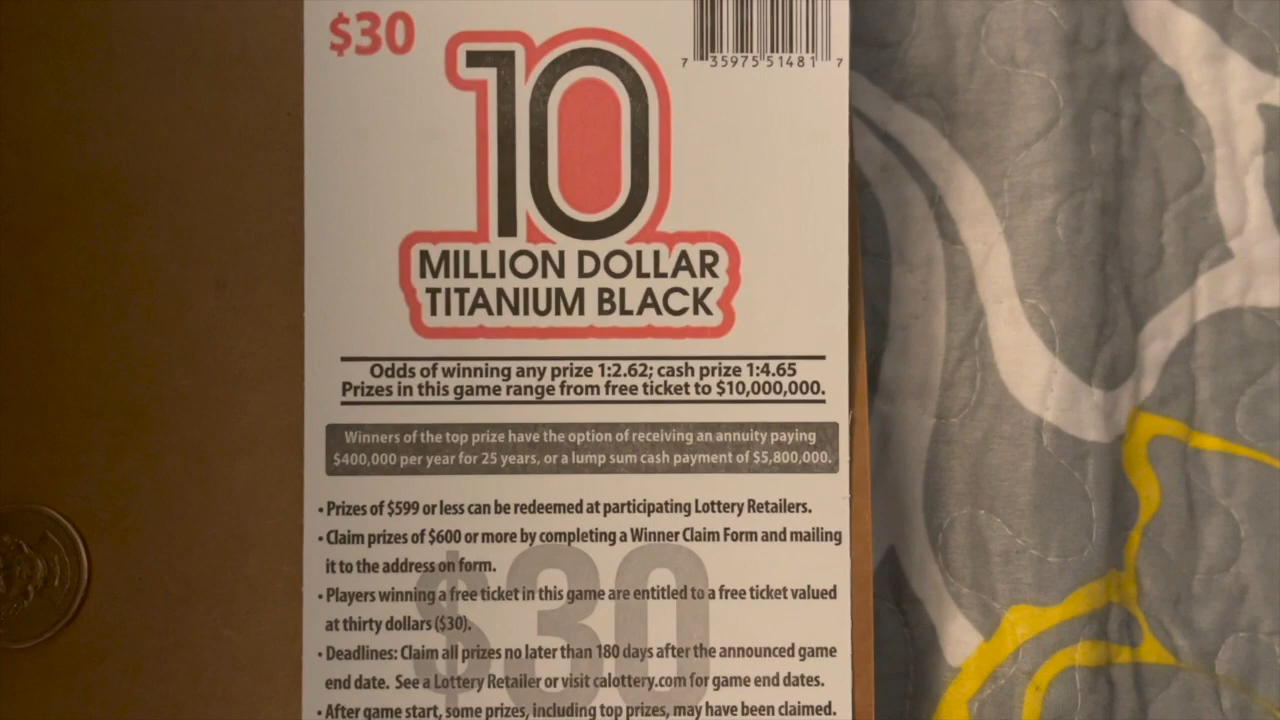 $30
7 35975 51481 7
10
MILLION DOLLAR
TITANIUM BLACK
Odds of winning any prize 1:2.62; cash prize 1:4.65
Prizes in this game range from free ticket to $10,000,000.
Winners of the top prize have the option of receiving an annuity paying
$400,000 per year for 25 years, or a lump sum cash payment of $5,800,000.
$30
• Prizes of $599 or less can be redeemed at participating Lottery Retailers.
• Claim prizes of $600 or more by completing a Winner Claim Form and mailing
it to the address on form.
• Players winning a free ticket in this game are entitled to a free ticket valued
at thirty dollars ($30).
• Deadlines: Claim all prizes no later than 180 days after the announced game
end date. See a Lottery Retailer or visit calottery.com for game end dates.
• After game start, some prizes, including top prizes, may have been claimed.